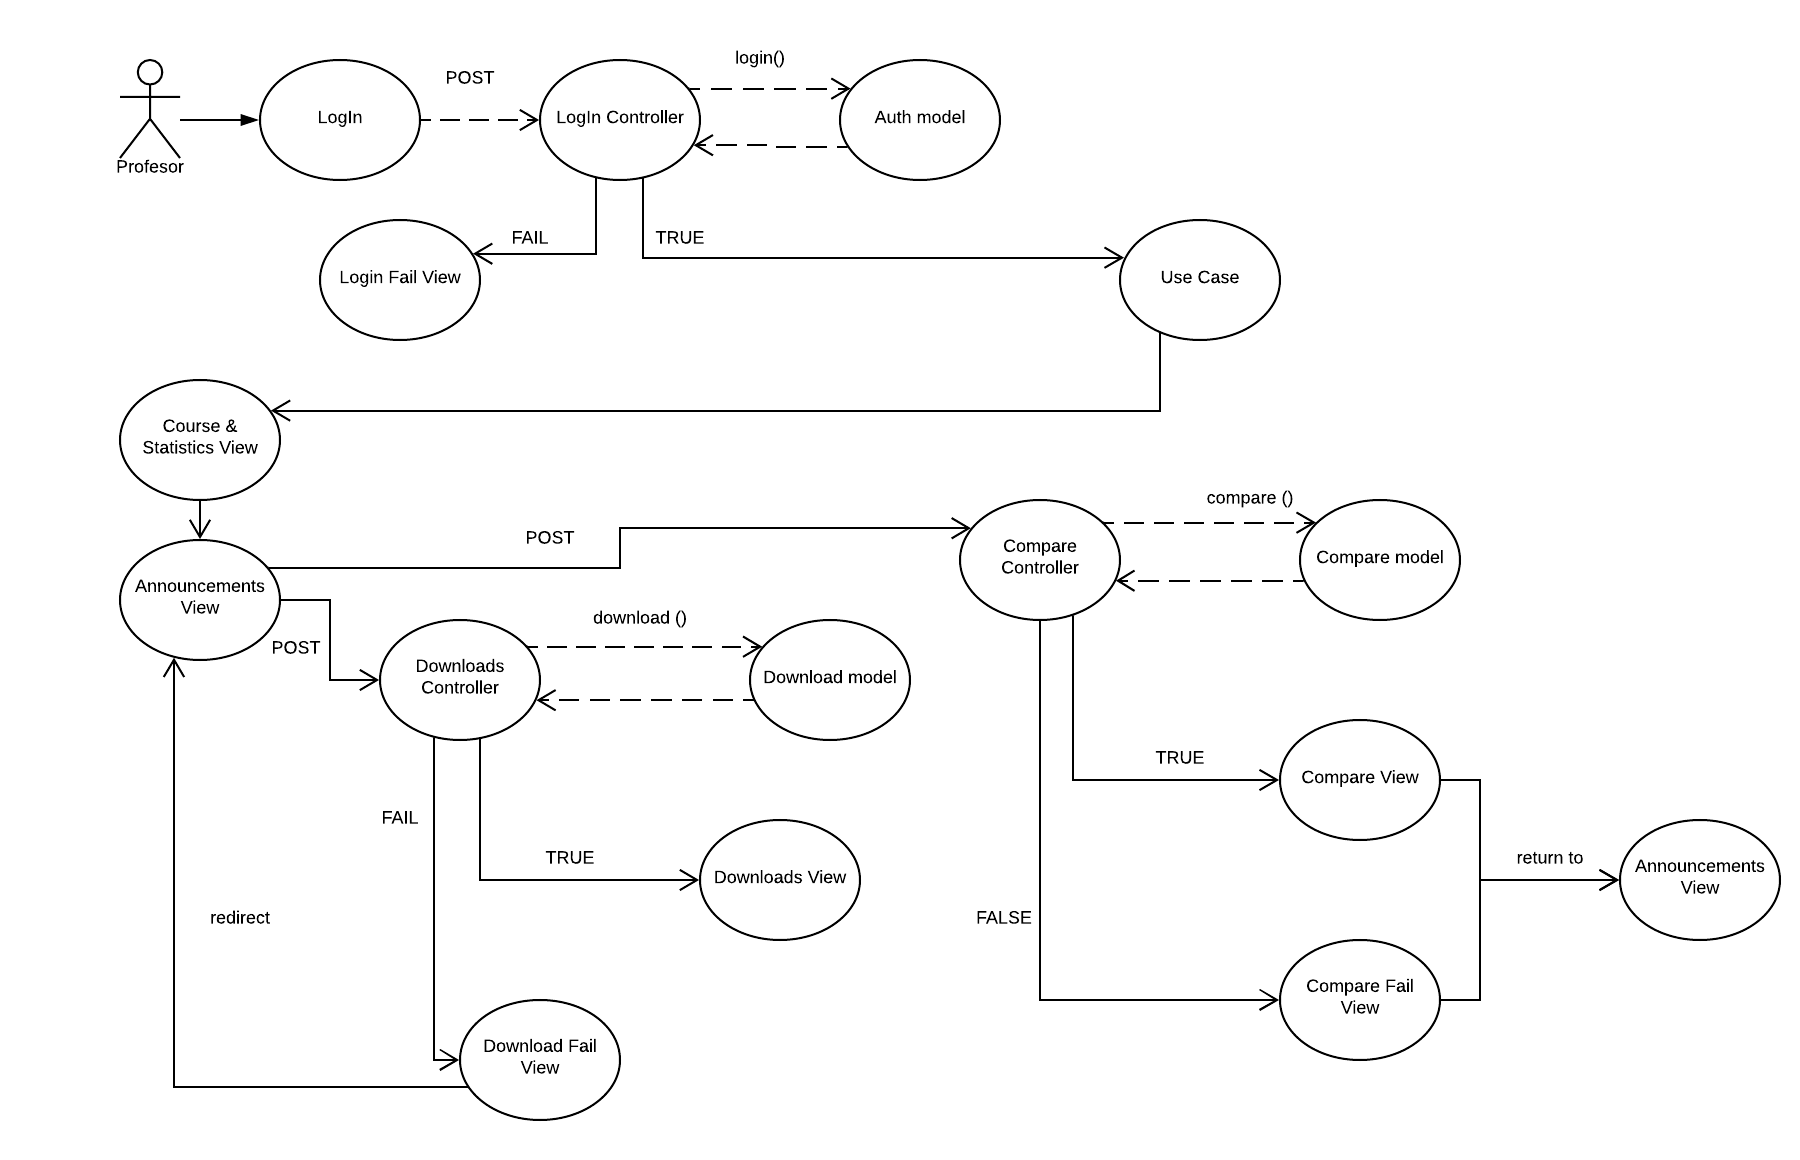 login()
POST
LogIn
LogIn Controller
Auth model
Profesor
FAIL
TRUE
Login Fail View
Use Case
Course &
Statistics View
compare ()
POST
Compare
Controller
Compare model
Announcements
View
download ()
POST
Downloads
Controller
Download model
TRUE
Compare View
FAIL
TRUE
Downloads View
return to
Announcements
View
redirect
FALSE
Compare Fail
View
Download Fail
View